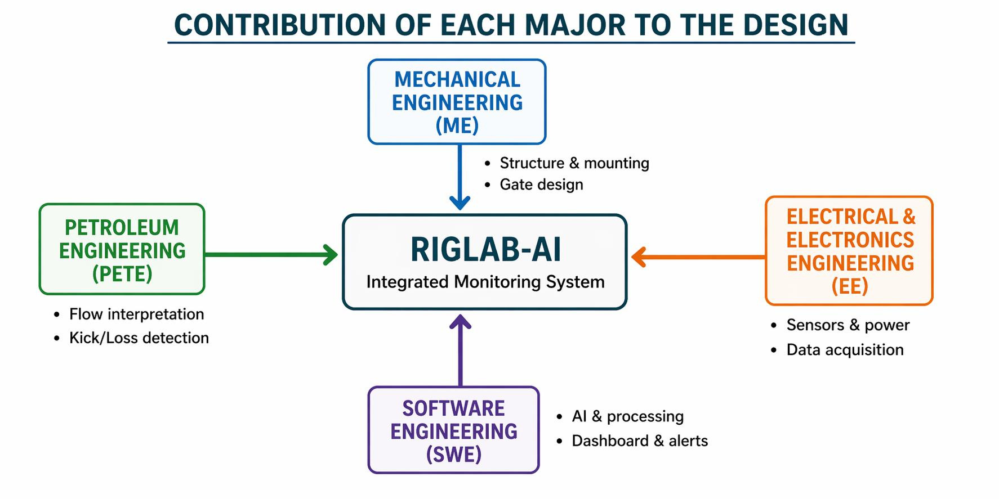 CONTRIBUTION OF EACH MAJOR TO THE DESIGN
MECHANICAL
ENGINEERING
(ME)
• Structure & mounting
• Gate design
PETROLEUM
ENGINEERING
(PETE)
• Flow interpretation
• Kick/Loss detection
RIGLAB-AI
Integrated Monitoring System
ELECTRICAL &
ELECTRONICS
ENGINEERING
(EE)
• Sensors & power
• Data acquisition
SOFTWARE
ENGINEERING
(SWE)
• AI & processing
• Dashboard & alerts